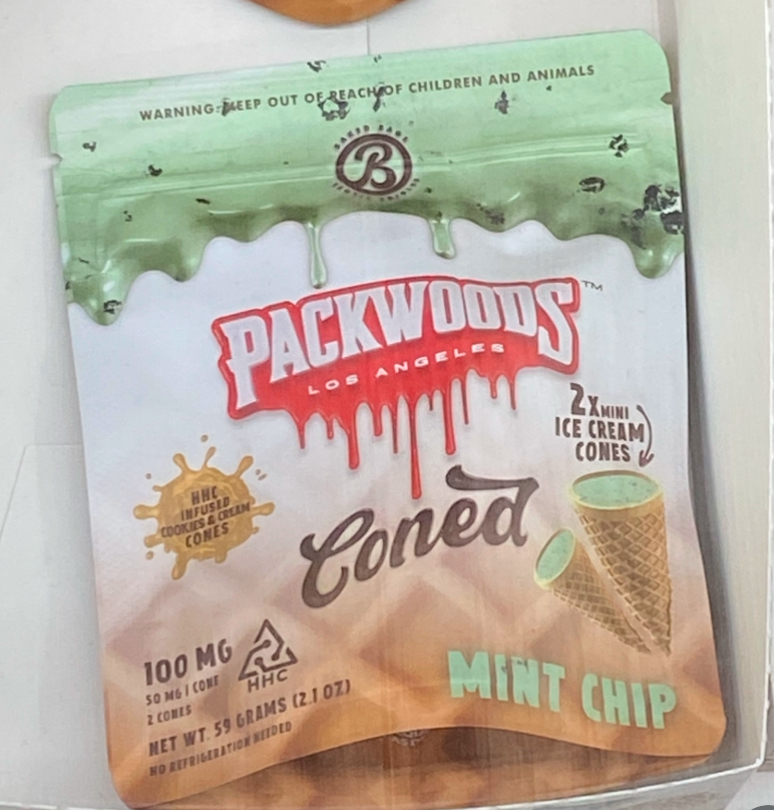 WARNING: KEEP OUT OF REACH OF CHILDREN AND ANIMALS
B
PACKWOODS™
LOS ANGELES
2X MINI
ICE CREAM
CONES
HHC
INFUSED
COOKIES & CREAM
CONES
Coned
100 MG
50 MG | CONE
2 CONES
HHC
MINT CHIP
NET WT. 59 GRAMS (2.1 OZ)
NO REFRIGERATION NEEDED